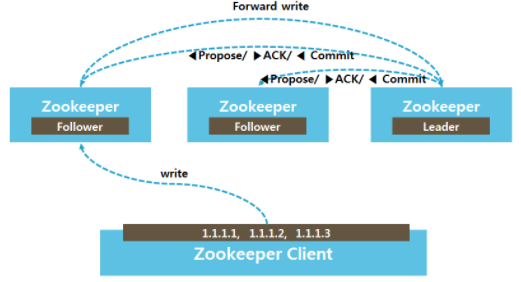 Forward write
◀Propose/ ▶ACK/ ◀ Commit
◀Propose/ ▶ACK/ ◀ Commit
Zookeeper
Follower
Zookeeper
Follower
Zookeeper
Leader
write
1.1.1.1, 1.1.1.2, 1.1.1.3
Zookeeper Client